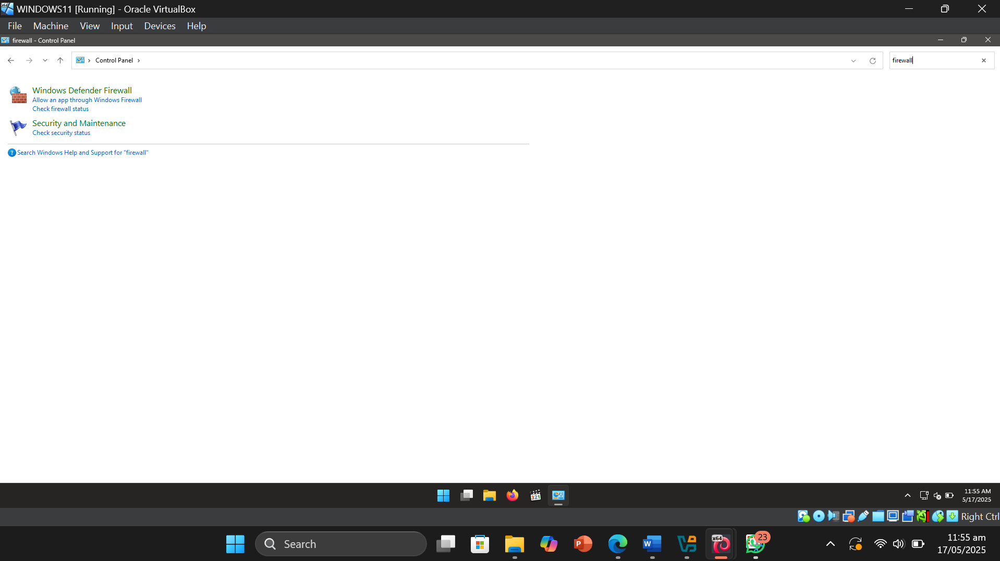 WINDOWS11 [Running] - Oracle VirtualBox
File Machine View Input Devices Help
firewall - Control Panel
Control Panel
firewall
Windows Defender Firewall
Allow an app through Windows Firewall
Check firewall status
Security and Maintenance
Check security status
Search Windows Help and Support for "firewall"
321
11:55 AM
5/17/2025
Right Ctrl
Search
P
W
x64
23
11:55 am
17/05/2025